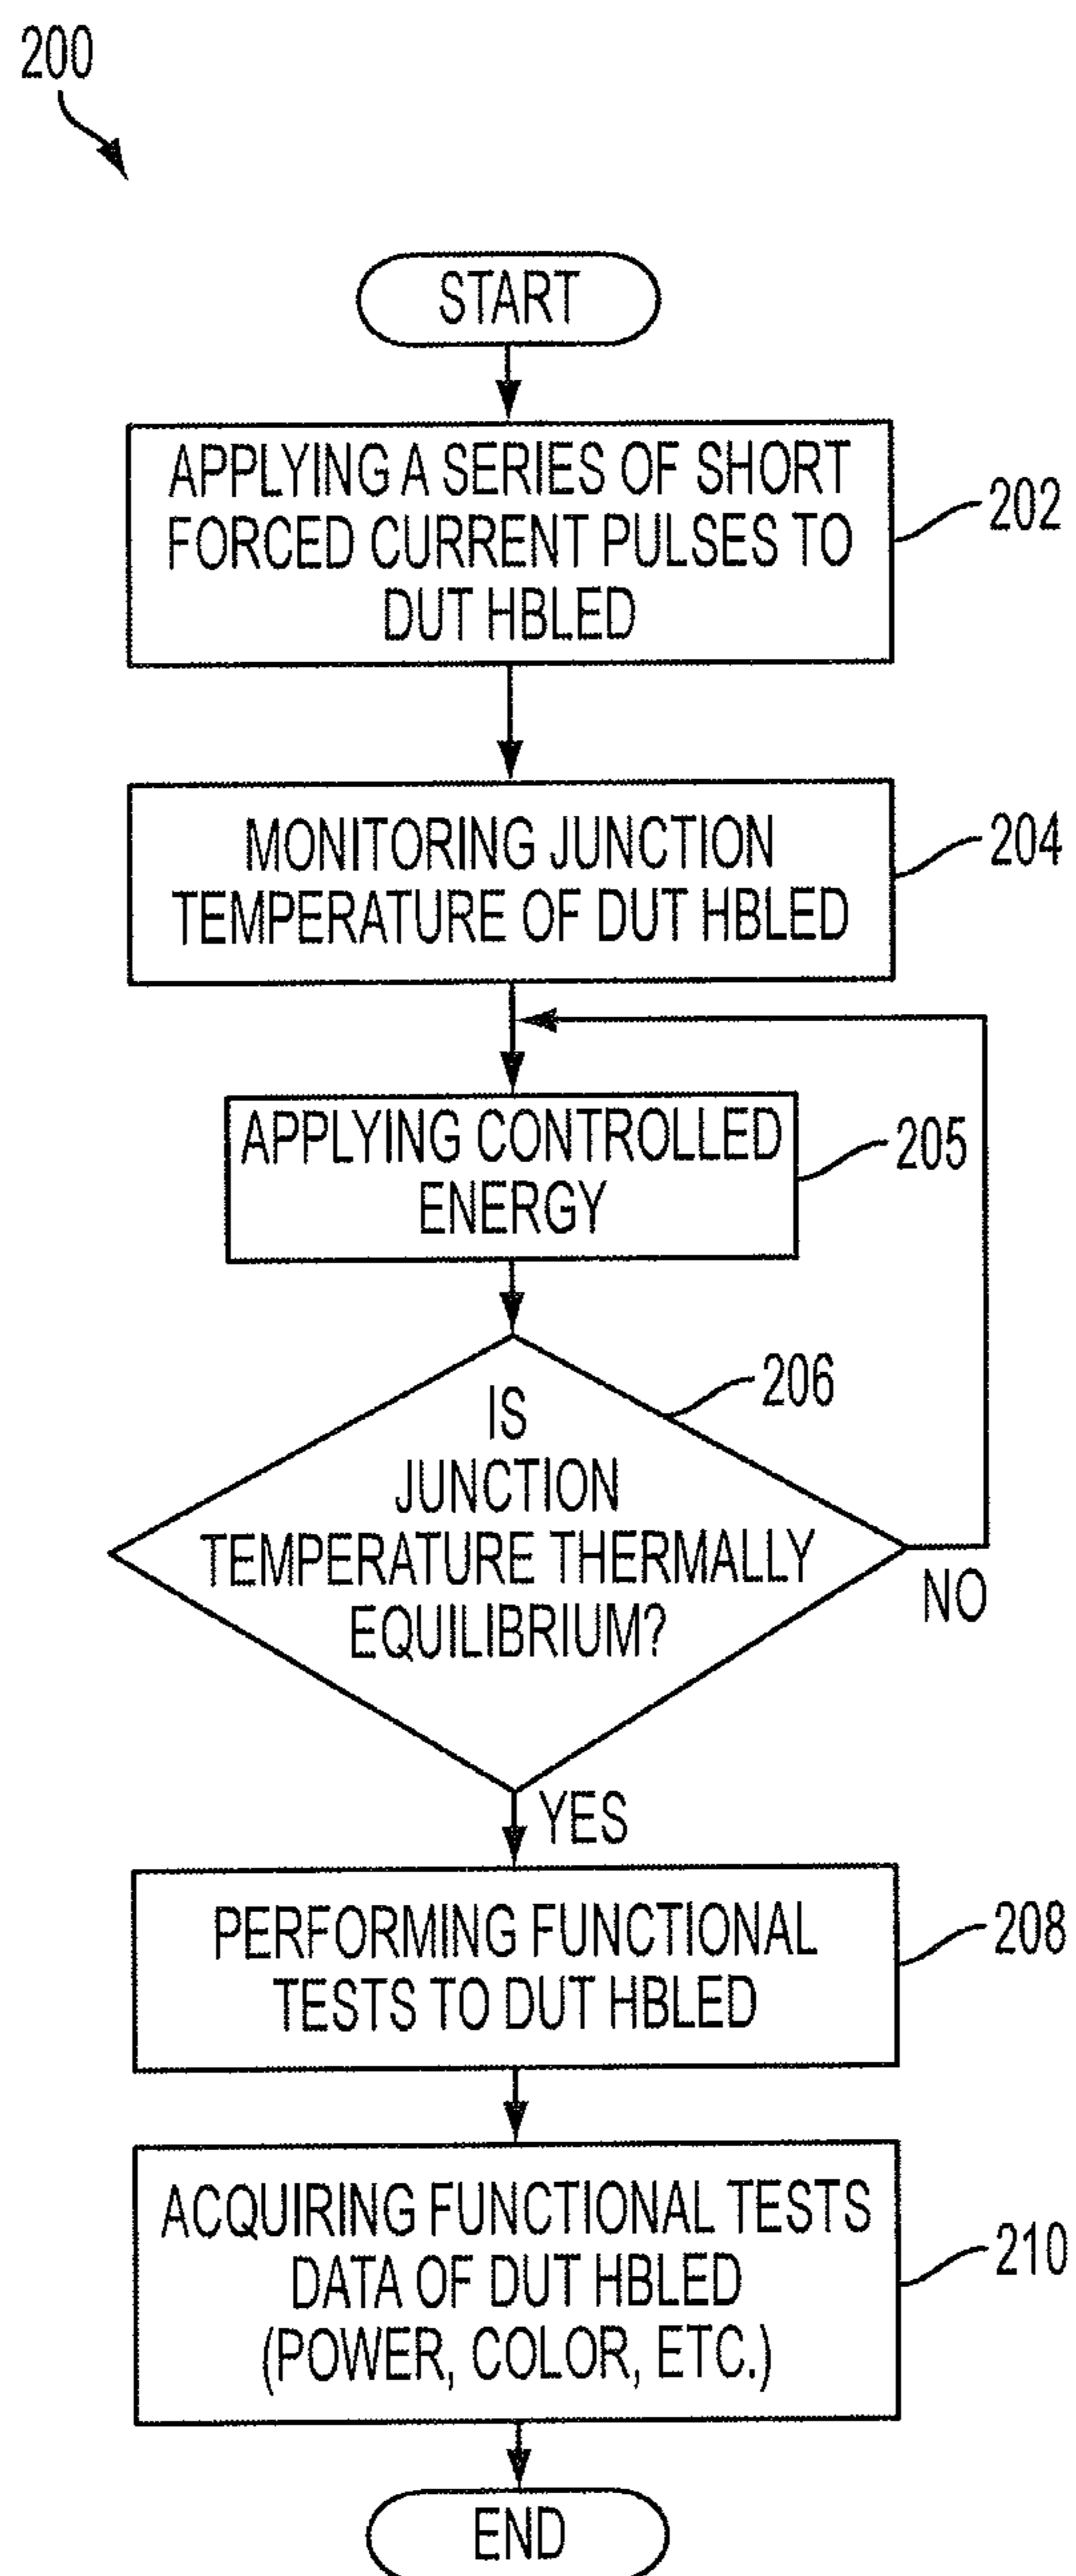 200
START
APPLYING A SERIES OF SHORT
FORCED CURRENT PULSES TO
DUT HBLED
202
MONITORING JUNCTION
TEMPERATURE OF DUT HBLED
204
APPLYING CONTROLLED
ENERGY
205
IS
JUNCTION
TEMPERATURE THERMALLY
EQUILIBRIUM?
206
NO
YES
PERFORMING FUNCTIONAL
TESTS TO DUT HBLED
208
ACQUIRING FUNCTIONAL TESTS
DATA OF DUT HBLED
(POWER, COLOR, ETC.)
210
END